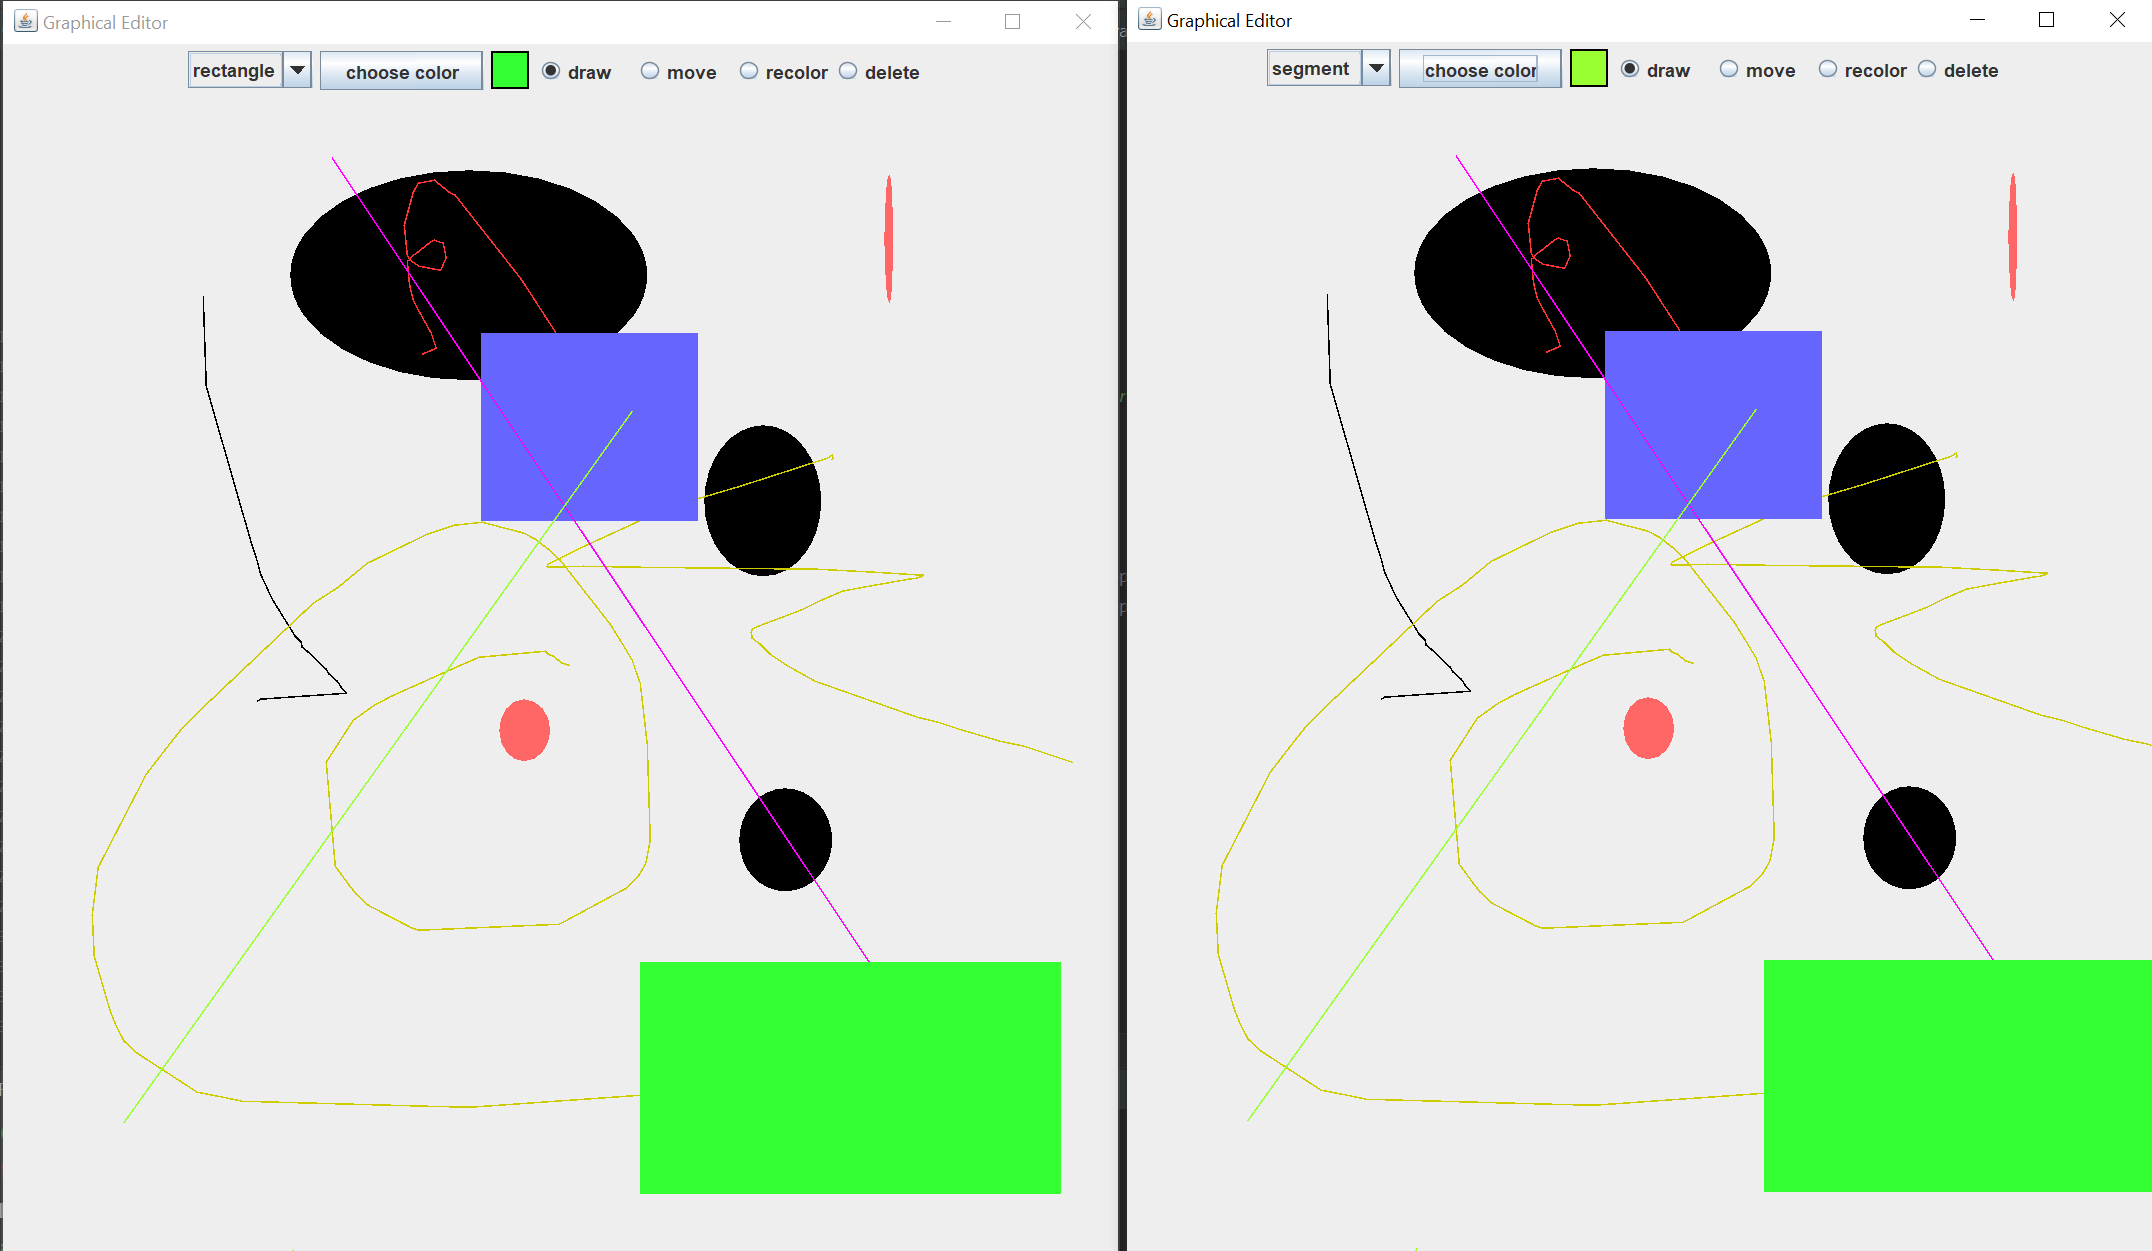 Graphical Editor
rectangle choose color draw move recolor delete
Graphical Editor
segment choose color draw move recolor delete